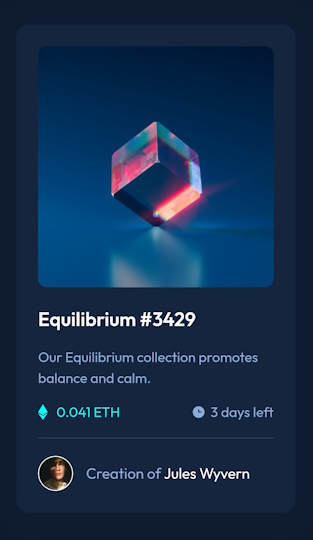 Equilibrium #3429
Our Equilibrium collection promotes
balance and calm.
0.041 ETH 3 days left
Creation of Jules Wyvern